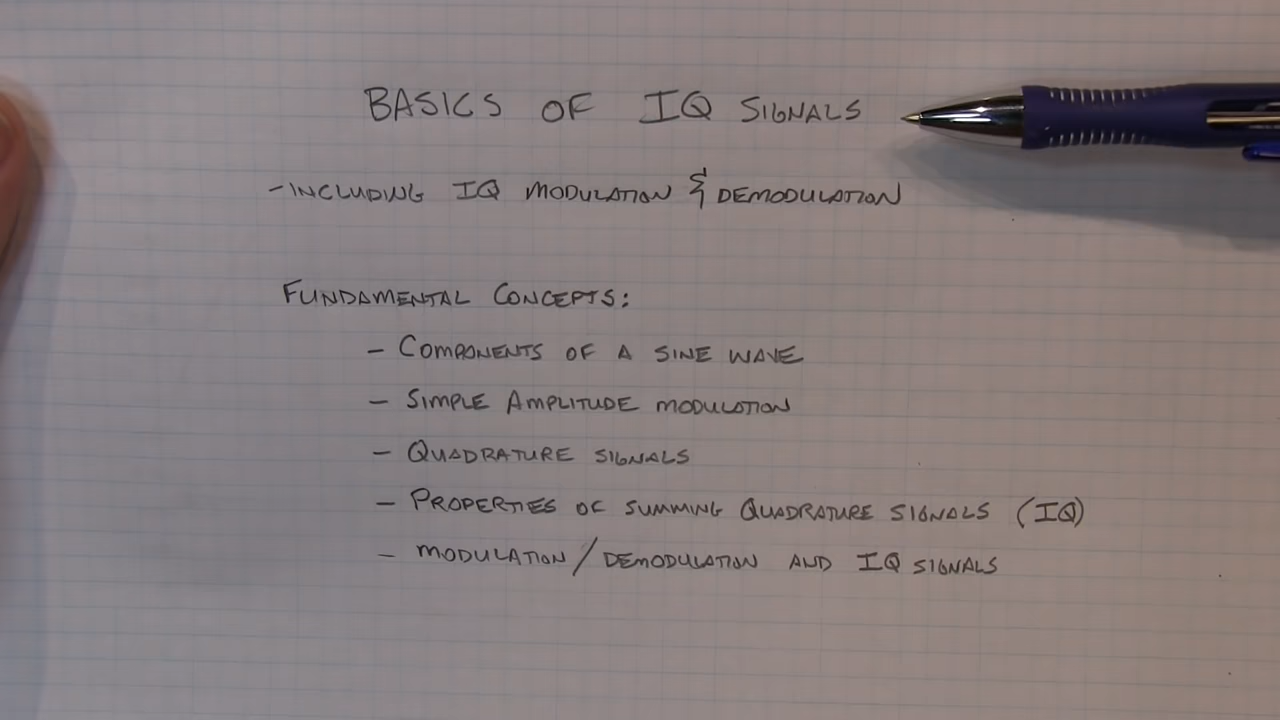 BASICS OF IQ SIGNALS
- INCLUDING IQ MODULATION & DEMODULATION
FUNDAMENTAL CONCEPTS:
- COMPONENTS OF A SINE WAVE
- SIMPLE AMPLITUDE MODULATION
- QUADRATURE SIGNALS
- PROPERTIES OF SUMMING QUADRATURE SIGNALS (IQ)
- MODULATION/DEMODULATION AND IQ SIGNALS